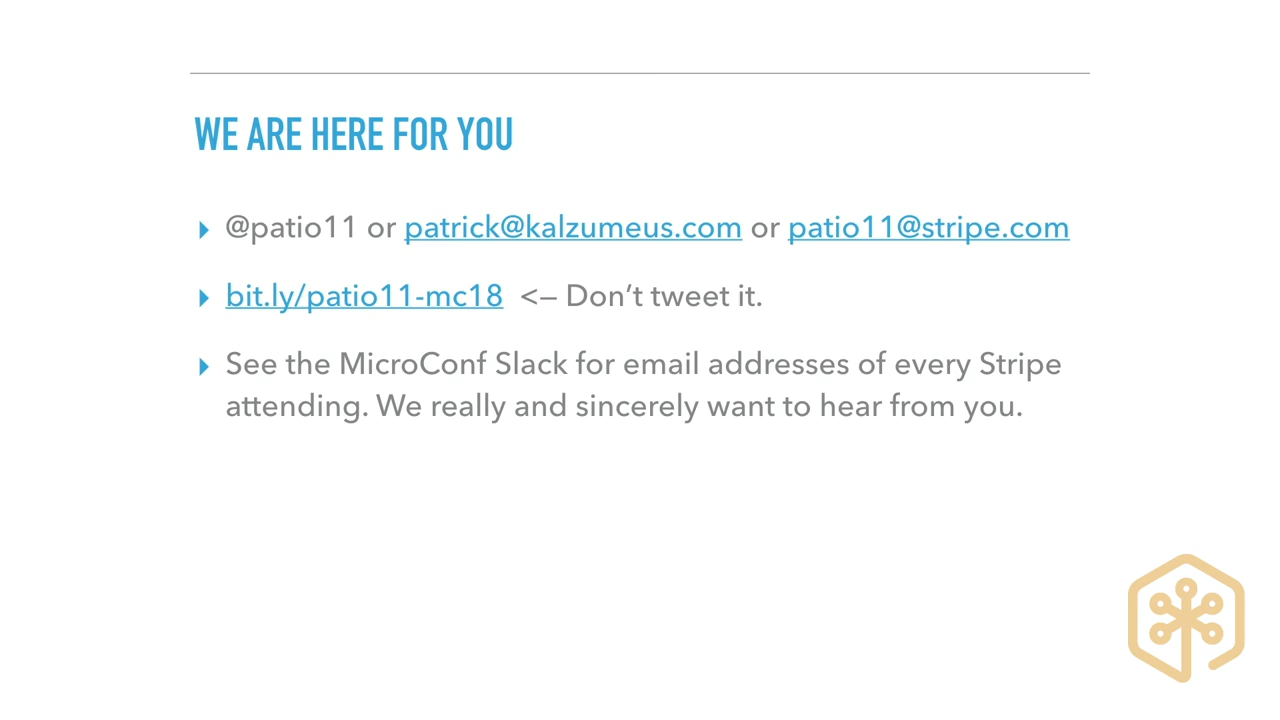 WE ARE HERE FOR YOU
▸ @patio11 or patrick@kalzumeus.com or patio11@stripe.com
▸ bit.ly/patio11-mc18 <– Don’t tweet it.
▸ See the MicroConf Slack for email addresses of every Stripe
attending. We really and sincerely want to hear from you.